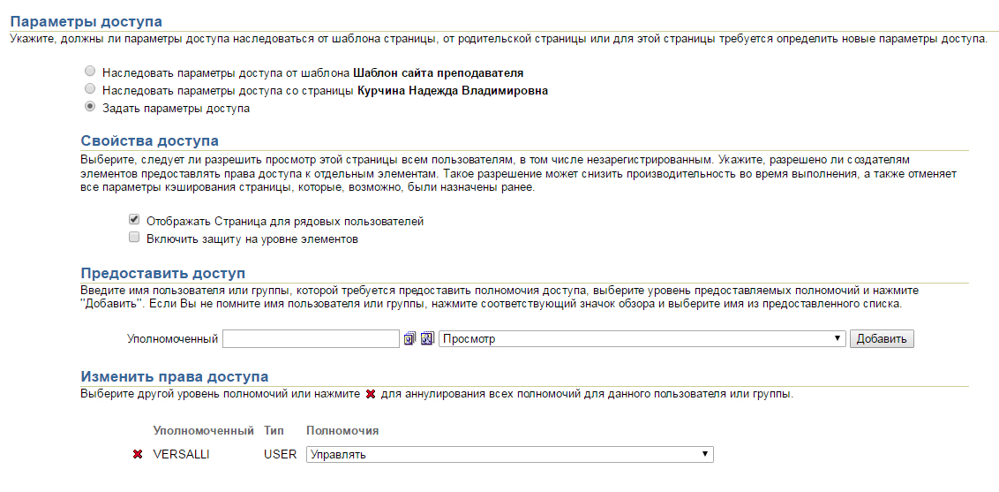 Параметры доступа
Укажите, должны ли параметры доступа наследоваться от шаблона страницы, от родительской страницы или для этой страницы требуется определить новые параметры доступа.
Наследовать параметры доступа от шаблона Шаблон сайта преподавателя
Наследовать параметры доступа со страницы Курчина Надежда Владимировна
Задать параметры доступа
Свойства доступа
Выберите, следует ли разрешить просмотр этой страницы всем пользователям, в том числе незарегистрированным. Укажите, разрешено ли создателям
элементов предоставлять права доступа к отдельным элементам. Такое разрешение может снизить производительность во время выполнения, а также отменяет
все параметры кэширования страницы, которые, возможно, были назначены ранее.
Отображать Страница для рядовых пользователей
Включить защиту на уровне элементов
Предоставить доступ
Введите имя пользователя или группы, которой требуется предоставить полномочия доступа, выберите уровень предоставляемых полномочий и нажмите
"Добавить". Если Вы не помните имя пользователя или группы, нажмите соответствующий значок обзора и выберите имя из предоставленного списка.
Уполномоченный Просмотр Добавить
Изменить права доступа
Выберите другой уровень полномочий или нажмите для аннулирования всех полномочий для данного пользователя или группы.
Уполномоченный Тип Полномочия
VERSALLI USER Управлять